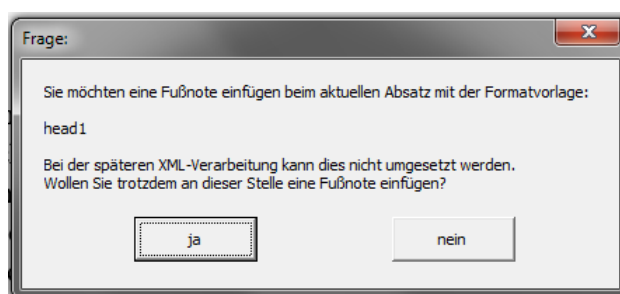 Frage:
Sie möchten eine Fußnote einfügen beim aktuellen Absatz mit der Formatvorlage:
head1
Bei der späteren XML-Verarbeitung kann dies nicht umgesetzt werden.
Wollen Sie trotzdem an dieser Stelle eine Fußnote einfügen?
ja
nein